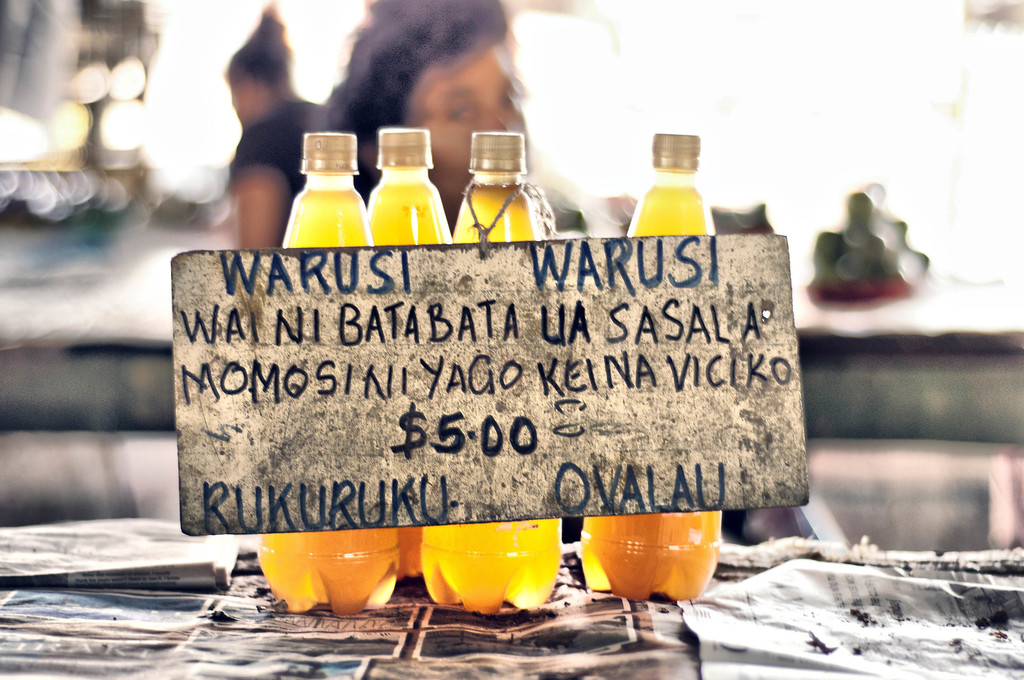 WARUSI WARUSI
WAI NI BATABATA UA SASALA
MOMOSI NI YAGO KEI NA VICIKO
$5.00
RUKURUKU. OVALAU